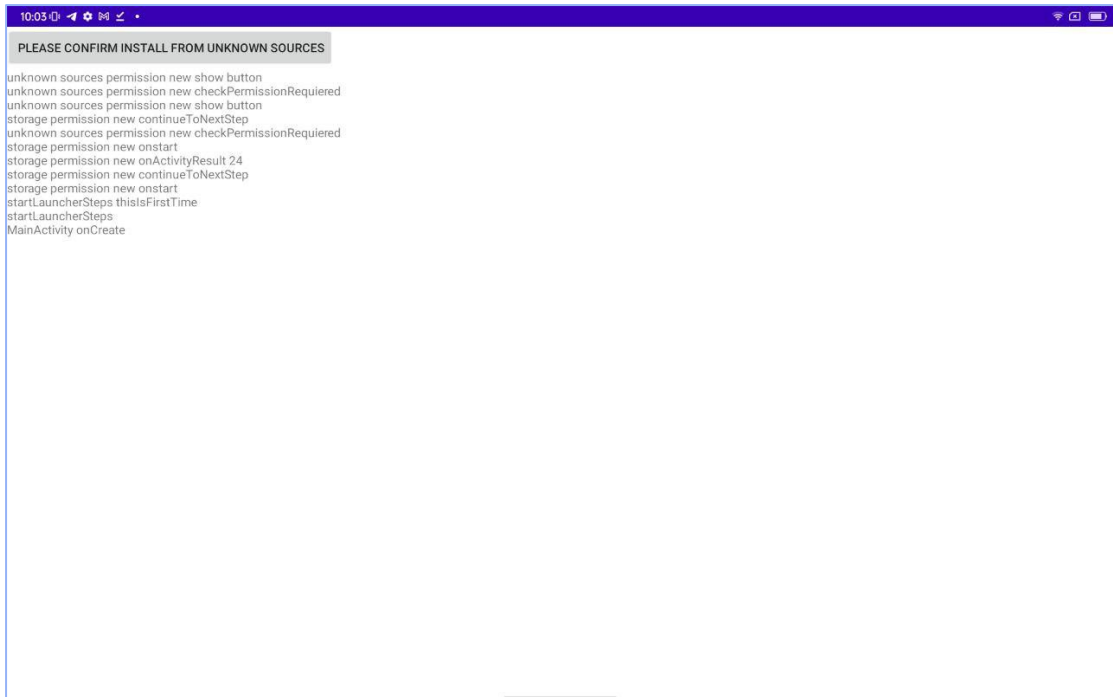 10:03
PLEASE CONFIRM INSTALL FROM UNKNOWN SOURCES
unknown sources permission new show button
unknown sources permission new checkPermissionRequiered
unknown sources permission new show button
storage permission new continueToNextStep
unknown sources permission new checkPermissionRequiered
storage permission new onstart
storage permission new onActivityResult 24
storage permission new continueToNextStep
storage permission new onstart
startLauncherSteps thisIsFirstTime
startLauncherSteps
MainActivity onCreate